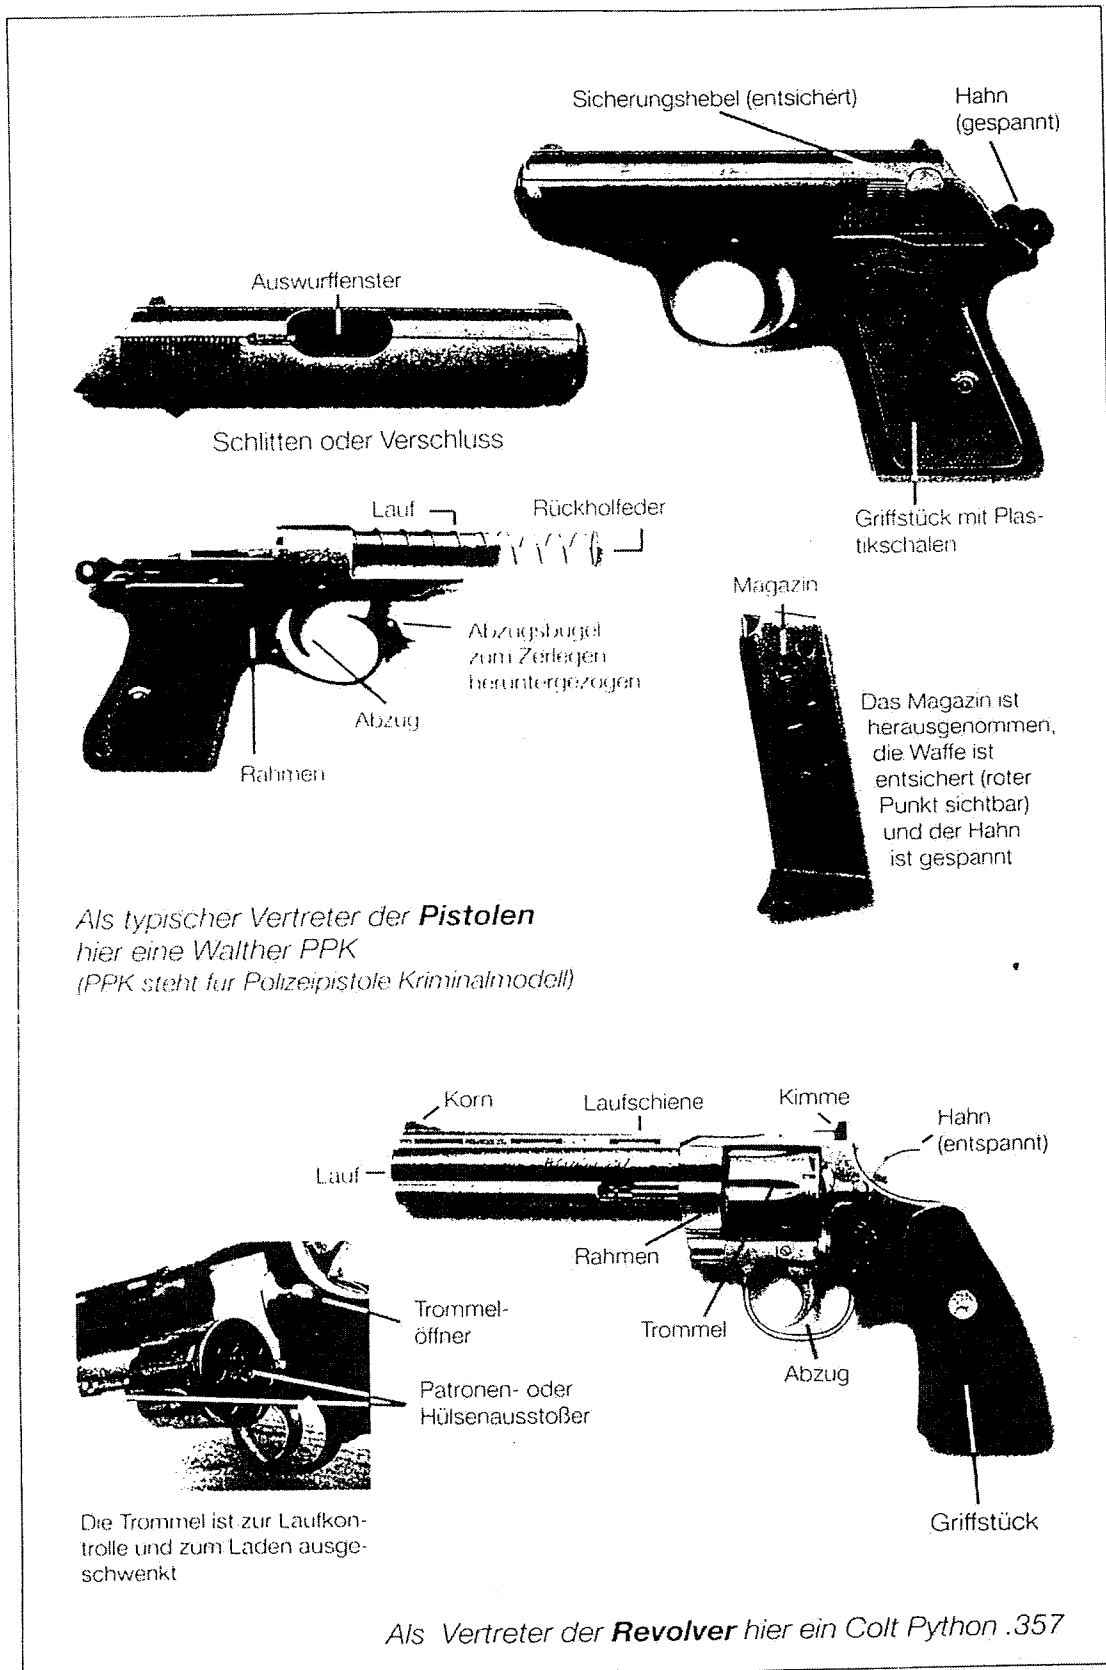 Sicherungshebel (entsichert)
Hahn
(gespannt)
Auswurffenster
Schlitten oder Verschluss
Lauf
Rückholfeder
Griffstück mit Plas-
tikschalen
Magazin
Abzugsbugel
zum Zerlegen
heruntergezogen
Abzug
Rahmen
Das Magazin ist
herausgenommen,
die Waffe ist
entsichert (roter
Punkt sichtbar)
und der Hahn
ist gespannt
Als typischer Vertreter der Pistolen
hier eine Walther PPK
(PPK steht fur Polizeipistole Kriminalmodell)
Korn
Laufschiene
Kimme
Hahn
(entspannt)
Lauf
Rahmen
Trommel-
öffner
Trommel
Abzug
Patronen- oder
Hülsenausstoßer
Griffstück
Die Trommel ist zur Laufkon-
trolle und zum Laden ausge-
schwenkt
Als Vertreter der Revolver hier ein Colt Python .357